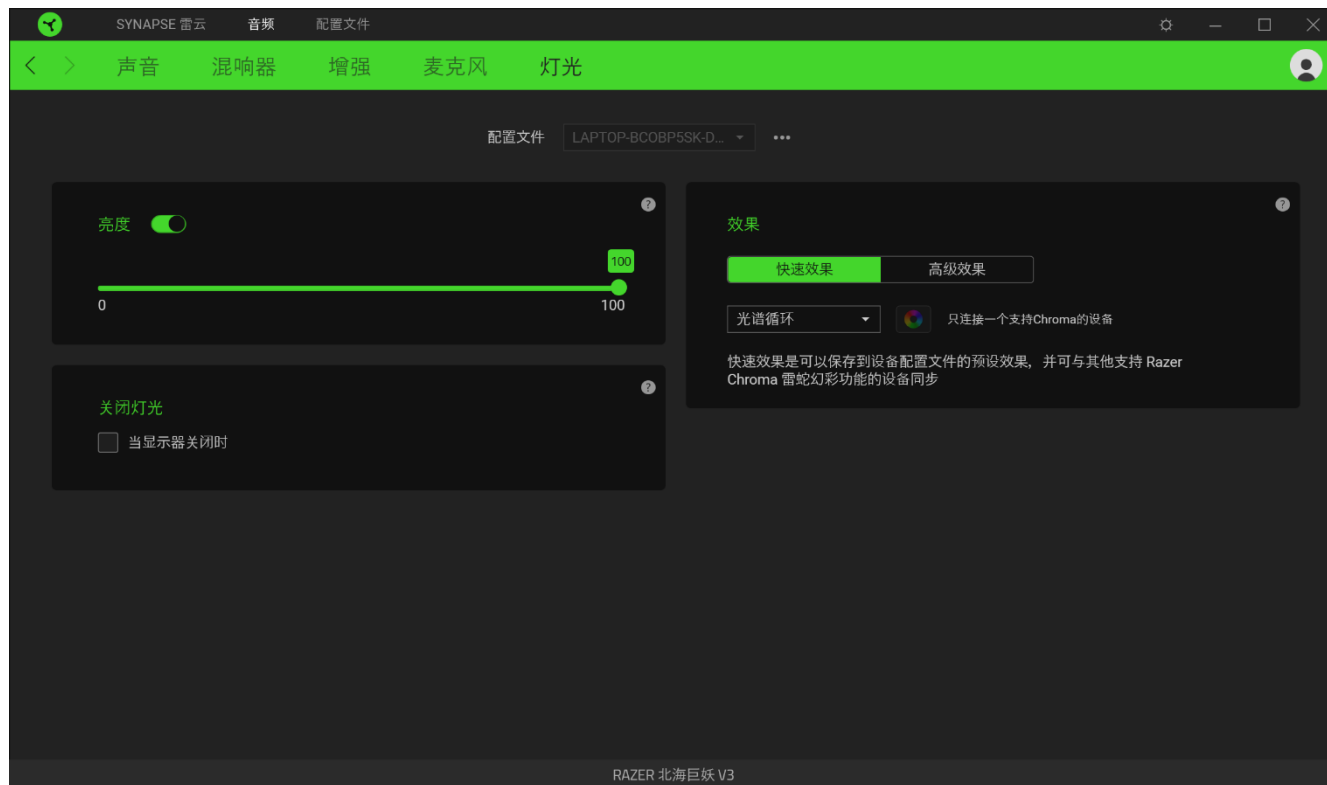 SYNAPSE 雷云 音频 配置文件
声音 混响器 增强 麦克风 灯光
配置文件 LAPTOP-BCOBP5SK-D... •••
亮度
100
0 100
关闭灯光
当显示器关闭时
效果
快速效果 高级效果
光谱循环 只连接一个支持Chroma的设备
快速效果是可以保存到设备配置文件的预设效果，并可与其他支持 Razer
Chroma 雷蛇幻彩功能的设备同步
RAZER 北海巨妖 V3